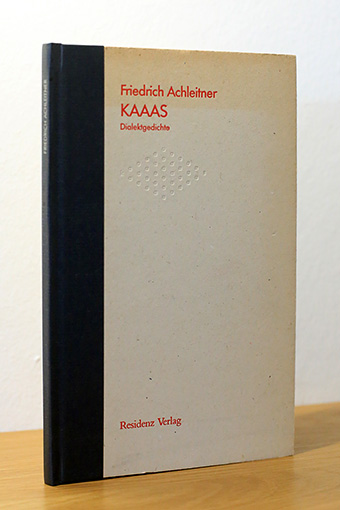 FRIEDRICH ACHLEITNER
Friedrich Achleitner
KAAAS
Dialektgedichte
Residenz Verlag